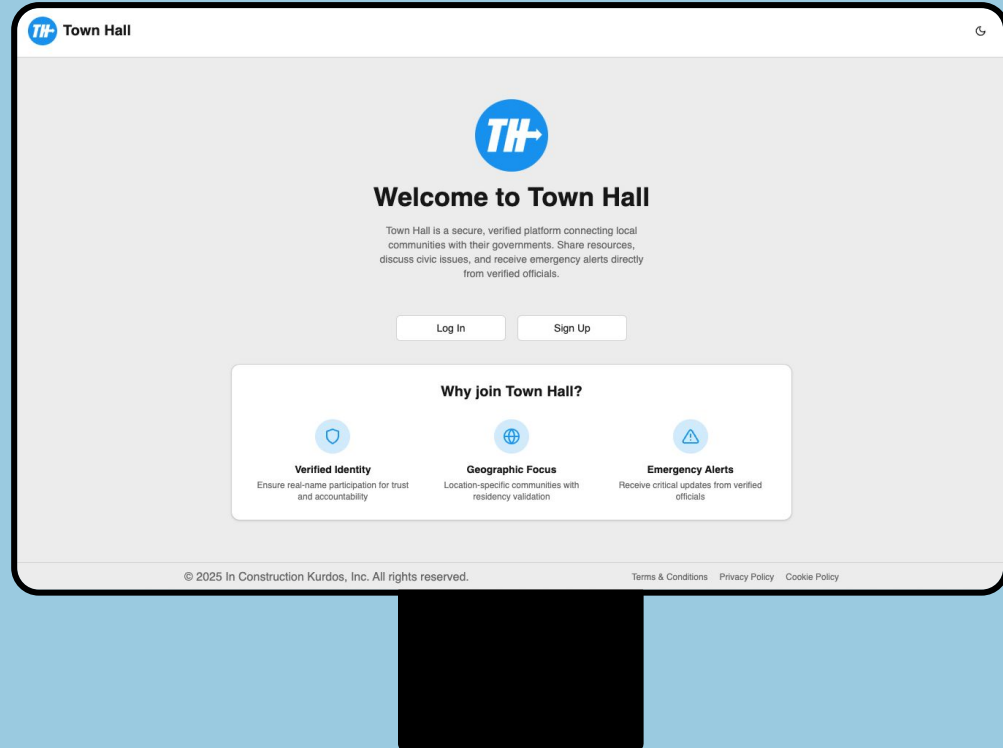 TH Town Hall
TH
Welcome to Town Hall
Town Hall is a secure, verified platform connecting local
communities with their governments. Share resources,
discuss civic issues, and receive emergency alerts directly
from verified officials.
Log In Sign Up
Why join Town Hall?
Verified Identity
Ensure real-name participation for trust
and accountability
Geographic Focus
Location-specific communities with
residency validation
Emergency Alerts
Receive critical updates from verified
officials
© 2025 In Construction Kurdos, Inc. All rights reserved.
Terms & Conditions Privacy Policy Cookie Policy